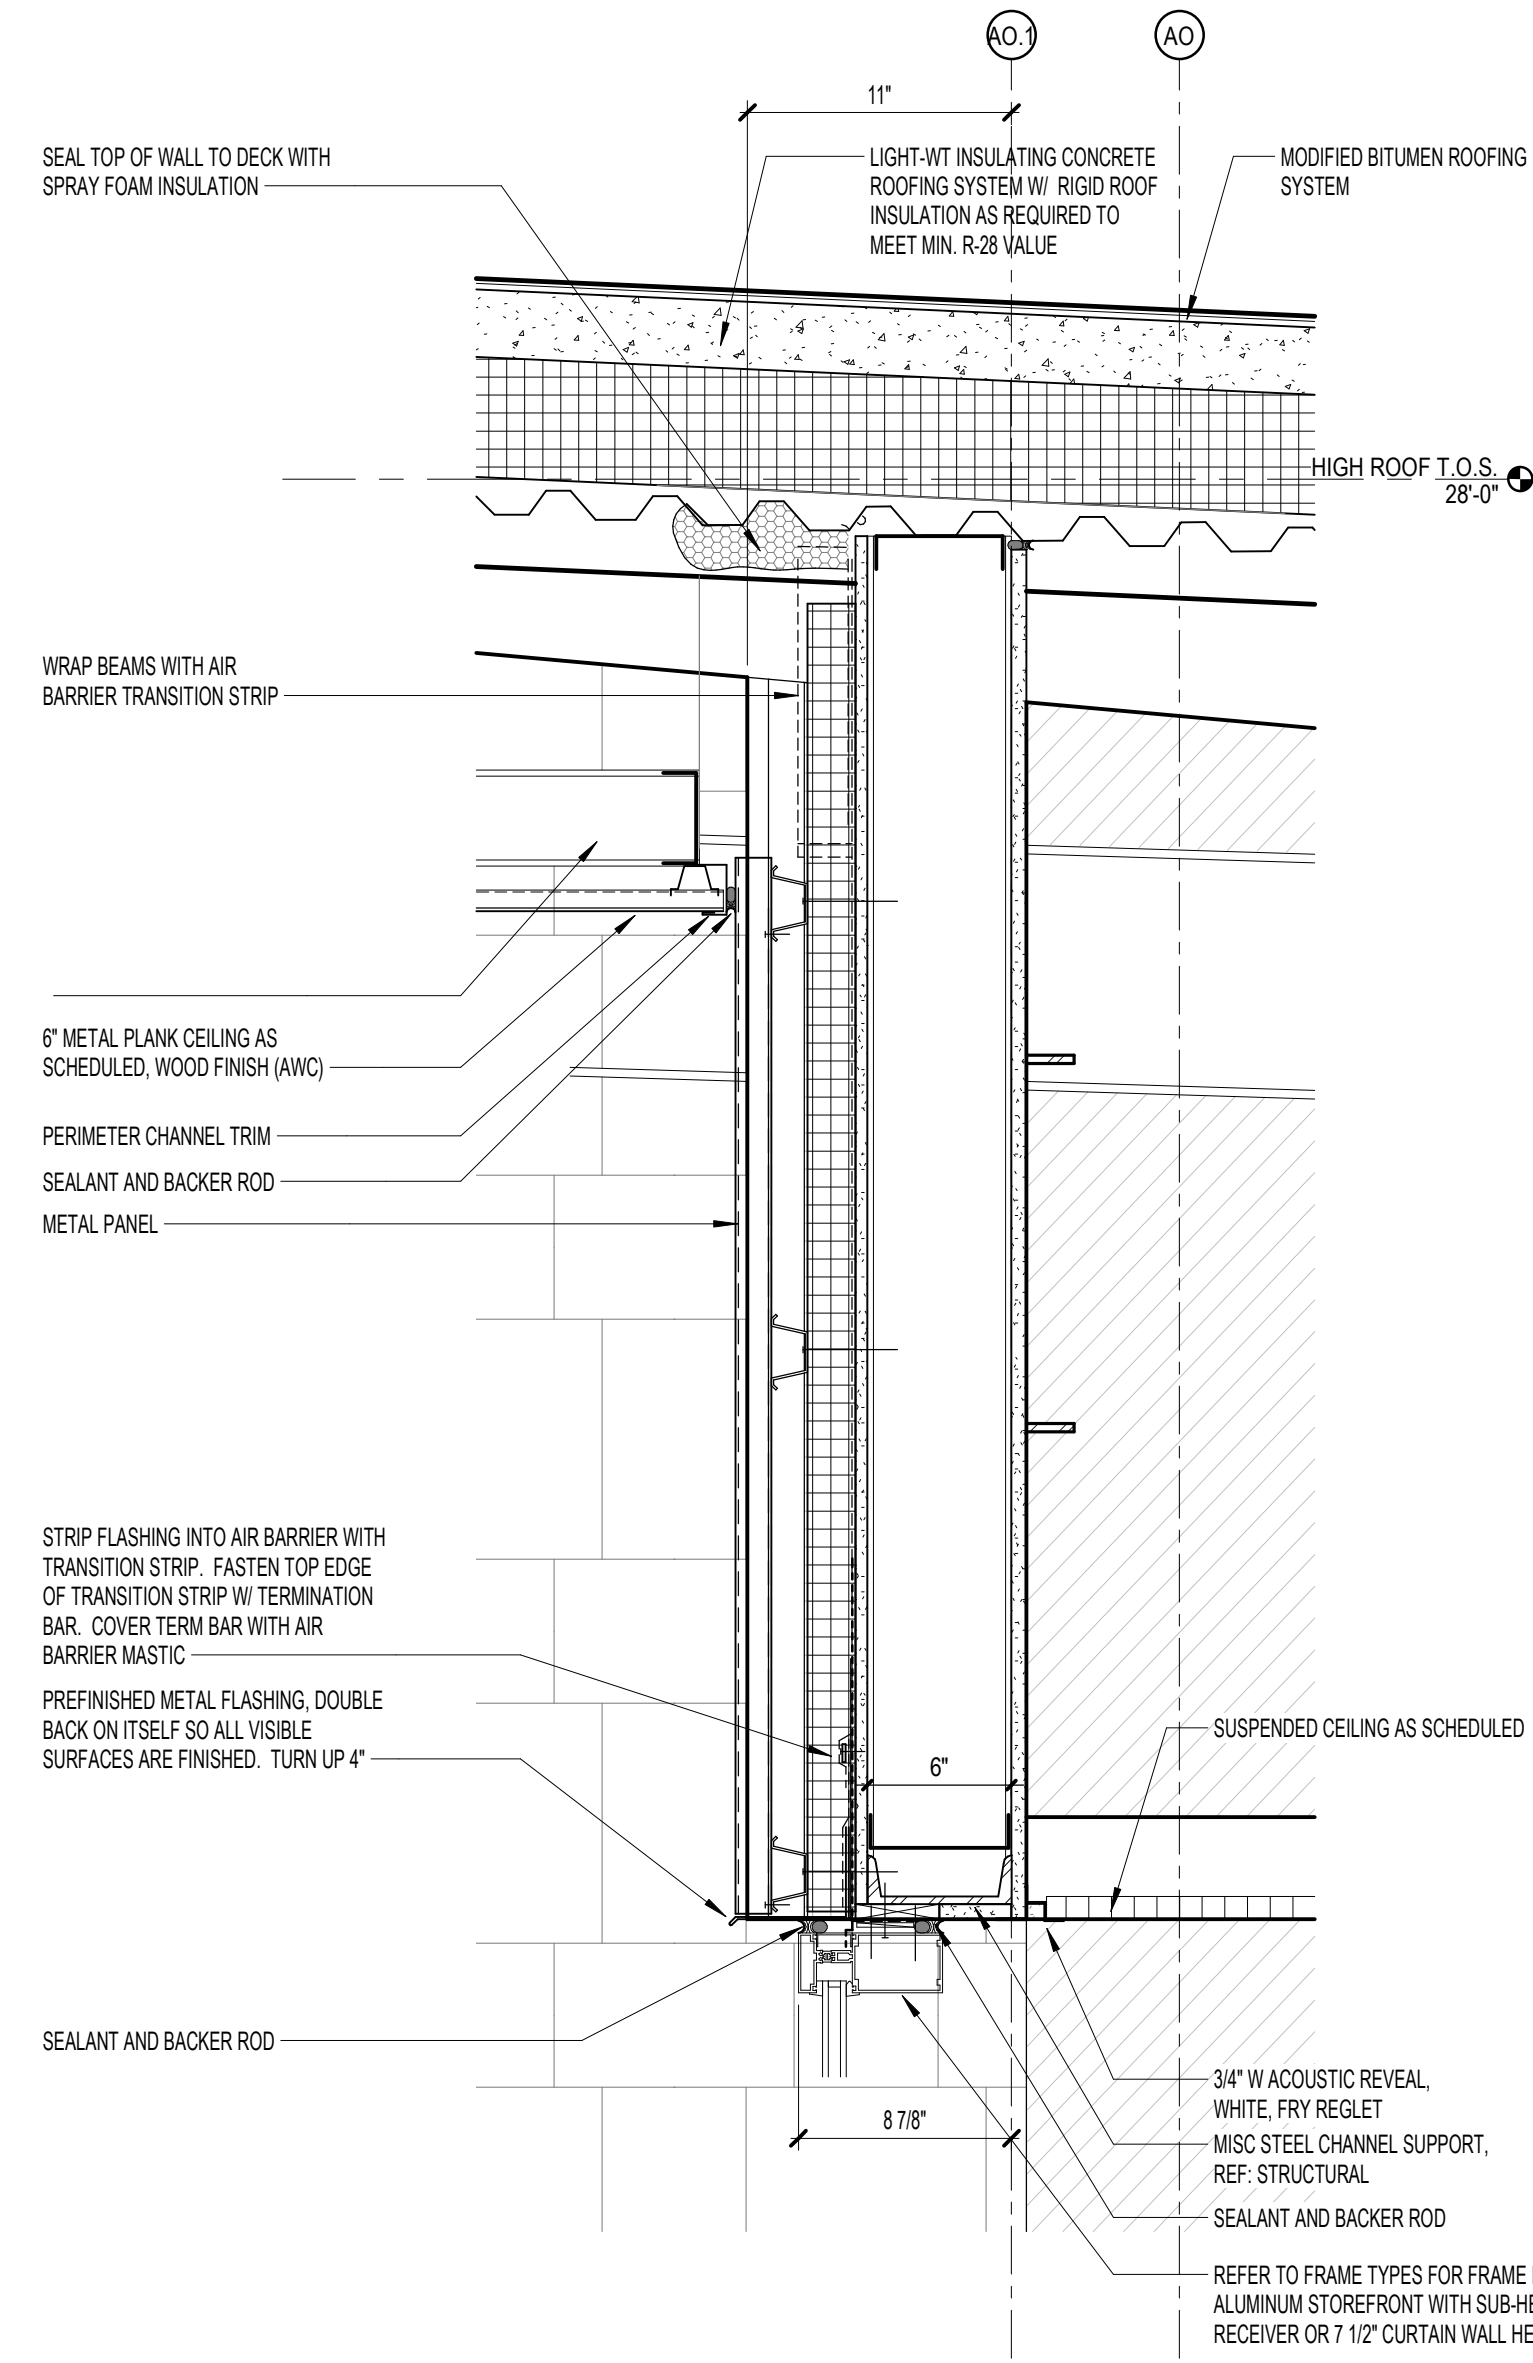 AO.1
AO
11"
SEAL TOP OF WALL TO DECK WITH
SPRAY FOAM INSULATION
LIGHT-WT INSULATING CONCRETE
ROOFING SYSTEM W/ RIGID ROOF
INSULATION AS REQUIRED TO
MEET MIN. R-28 VALUE
MODIFIED BITUMEN ROOFING
SYSTEM
HIGH ROOF T.O.S.
28'-0"
WRAP BEAMS WITH AIR
BARRIER TRANSITION STRIP
6" METAL PLANK CEILING AS
SCHEDULED, WOOD FINISH (AWC)
PERIMETER CHANNEL TRIM
SEALANT AND BACKER ROD
METAL PANEL
STRIP FLASHING INTO AIR BARRIER WITH
TRANSITION STRIP. FASTEN TOP EDGE
OF TRANSITION STRIP W/ TERMINATION
BAR. COVER TERM BAR WITH AIR
BARRIER MASTIC
PREFINISHED METAL FLASHING, DOUBLE
BACK ON ITSELF SO ALL VISIBLE
SURFACES ARE FINISHED. TURN UP 4"
SUSPENDED CEILING AS SCHEDULED
6"
SEALANT AND BACKER ROD
8 7/8"
3/4" W ACOUSTIC REVEAL,
WHITE, FRY REGLET
MISC STEEL CHANNEL SUPPORT,
REF: STRUCTURAL
SEALANT AND BACKER ROD
REFER TO FRAME TYPES FOR FRAME
ALUMINUM STOREFRONT WITH
RECEIVER OR 7 1/2" CURTAIN WALL